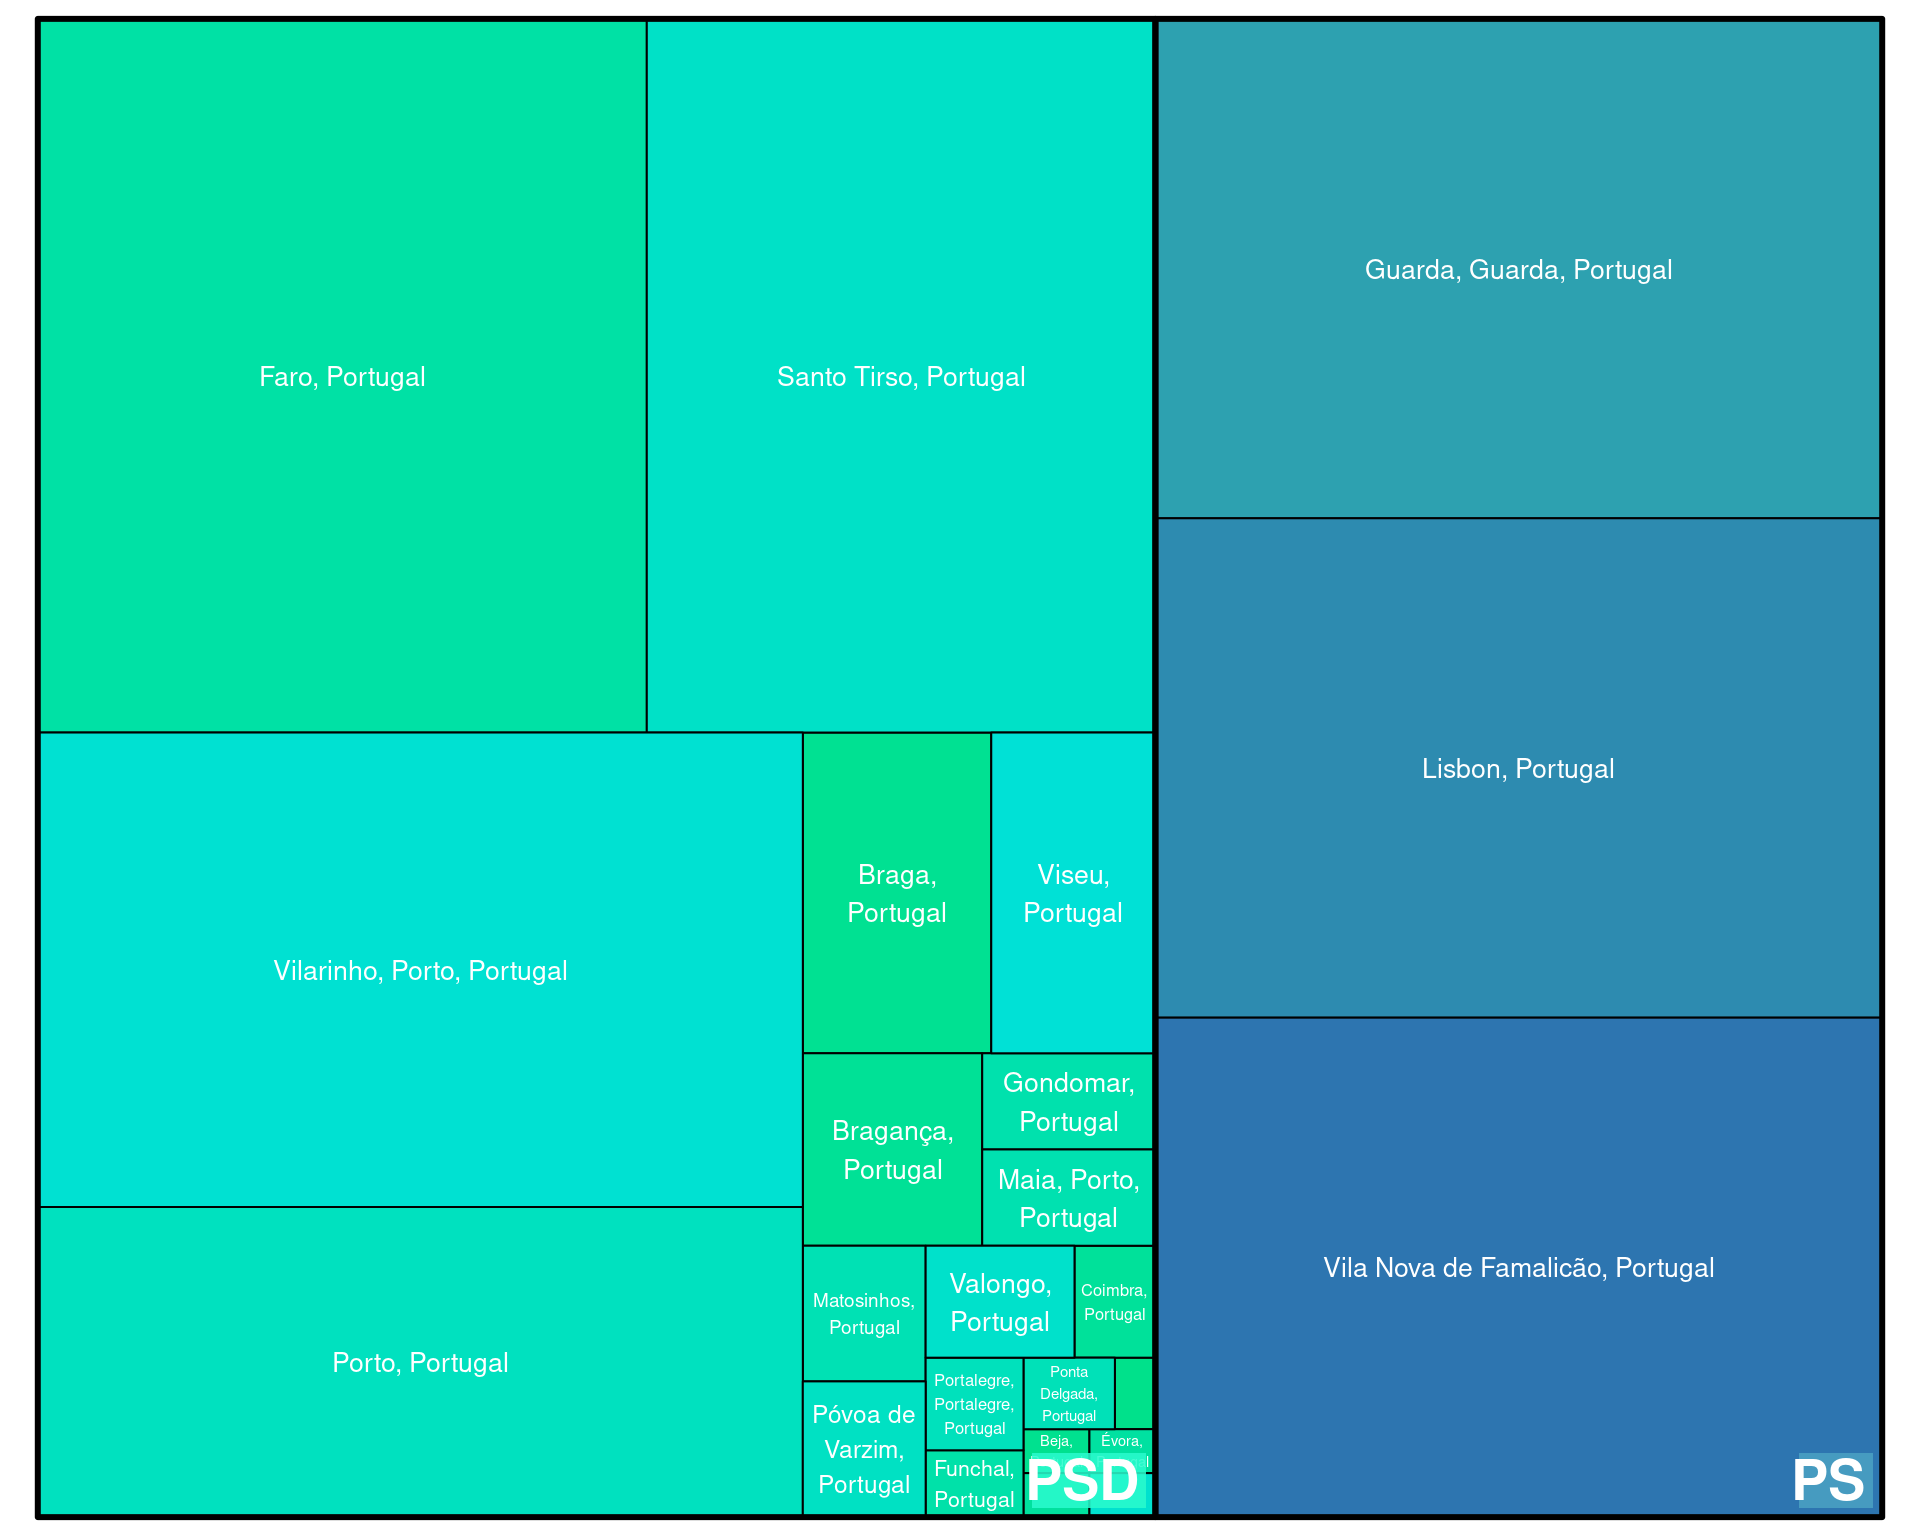 Faro, Portugal
Santo Tirso, Portugal
Guarda, Guarda, Portugal
Lisbon, Portugal
Vilarinho, Porto, Portugal
Braga,
Portugal
Viseu,
Portugal
Gondomar,
Portugal
Bragança,
Portugal
Maia, Porto,
Portugal
Matosinhos,
Portugal
Valongo,
Portugal
Coimbra,
Portugal
Porto, Portugal
Portalegre,
Portalegre,
Portugal
Ponta
Delgada,
Portugal
Póvoa de
Varzim,
Portugal
Beja,
Évora,
Funchal,
Portugal
PSD
Vila Nova de Famalicão, Portugal
PS